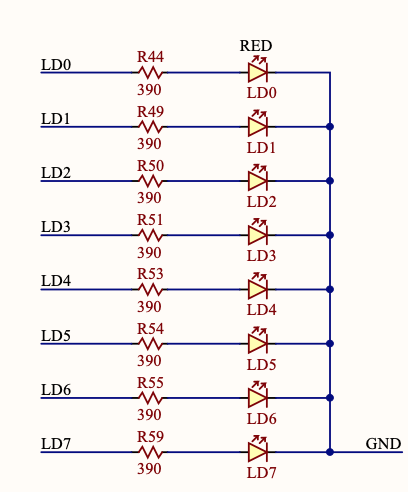 RED
LD0 R44 390 LD0
LD1 R49 390 LD1
LD2 R50 390 LD2
LD3 R51 390 LD3
LD4 R53 390 LD4
LD5 R54 390 LD5
LD6 R55 390 LD6
LD7 R59 390 LD7
GND